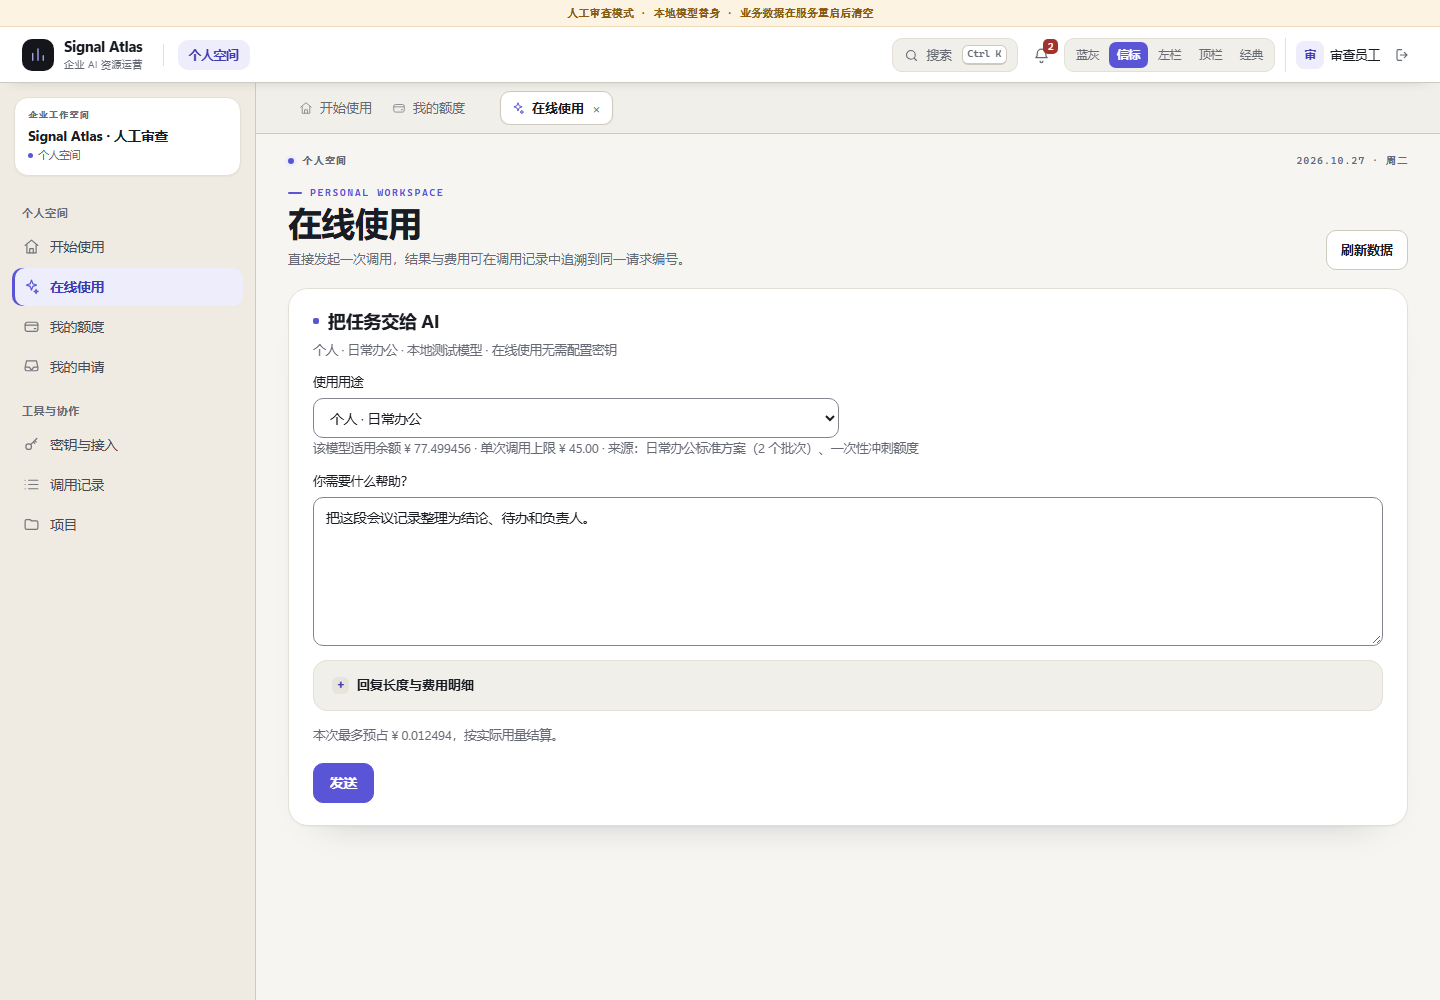 人工审查模式 · 本地模型替身 · 业务数据在服务重启后清空
Signal Atlas
企业 AI 资源运营
个人空间
搜索 Ctrl K
2
蓝灰 信标 左栏 顶栏 经典
审 审查员工
企业工作空间
Signal Atlas · 人工审查
个人空间
个人空间
开始使用
在线使用
我的额度
我的申请
工具与协作
密钥与接入
调用记录
项目
开始使用 我的额度 在线使用 ×
个人空间
2026.10.27 · 周二
PERSONAL WORKSPACE
在线使用
直接发起一次调用，结果与费用可在调用记录中追溯到同一请求编号。
刷新数据
把任务交给 AI
个人 · 日常办公 · 本地测试模型 · 在线使用无需配置密钥
使用用途
个人 · 日常办公
该模型适用余额 ¥ 77.499456 · 单次调用上限 ¥ 45.00 · 来源：日常办公标准方案（2 个批次）、一次性冲刺额度
你需要什么帮助？
把这段会议记录整理为结论、待办和负责人。
+ 回复长度与费用明细
本次最多预占 ¥ 0.012494，按实际用量结算。
发送